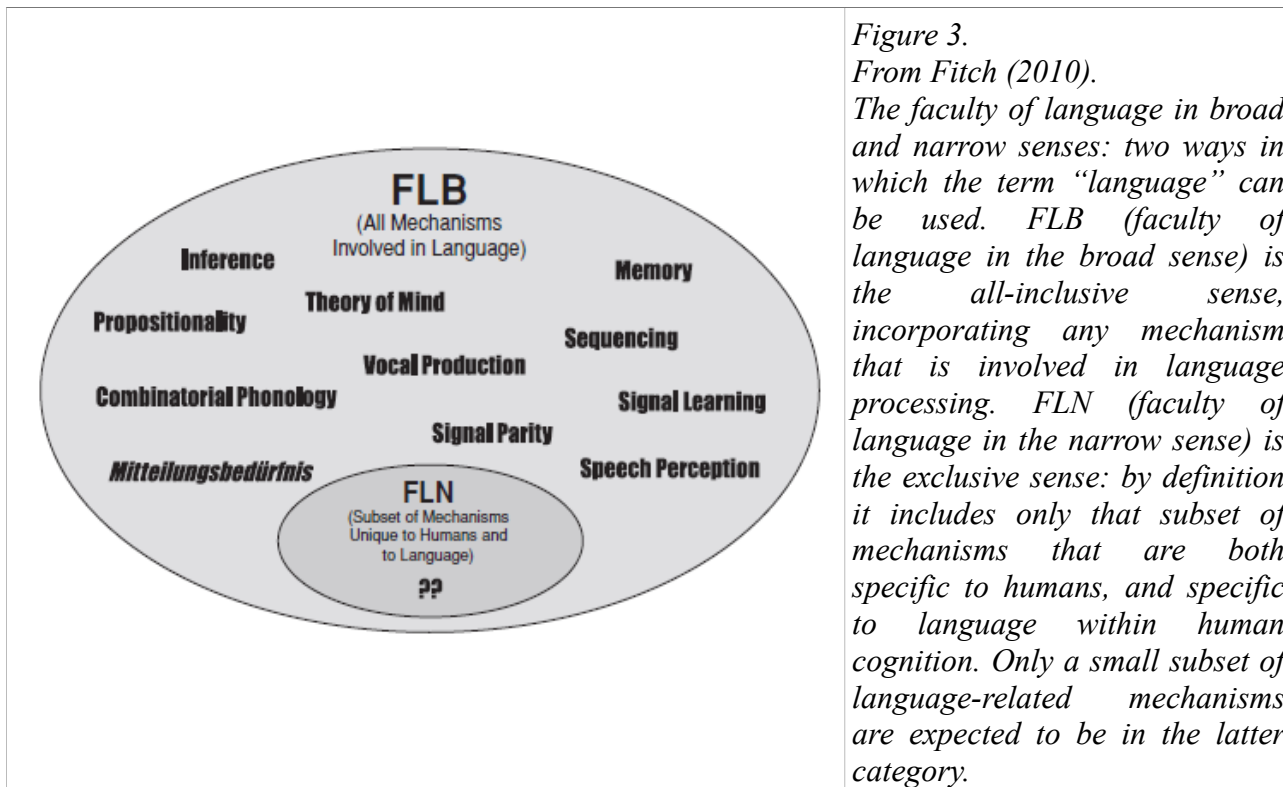 FLB
(All Mechanisms
Involved in Language)
Inference
Memory
Theory of Mind
Propositionality
Sequencing
Vocal Production
Combinatorial Phonology
Signal Learning
Signal Parity
Mitteilungsbedürfnis
Speech Perception
FLN
(Subset of Mechanisms
Unique to Humans and
to Language)
??
Figure 3.
From Fitch (2010).
The faculty of language in broad
and narrow senses: two ways in
which the term “language” can
be used. FLB (faculty of
language in the broad sense) is
the all-inclusive sense,
incorporating any mechanism
that is involved in language
processing. FLN (faculty of
language in the narrow sense) is
the exclusive sense: by definition
it includes only that subset of
mechanisms that are both
specific to humans, and specific
to language within human
cognition. Only a small subset of
language-related mechanisms
are expected to be in the latter
category.